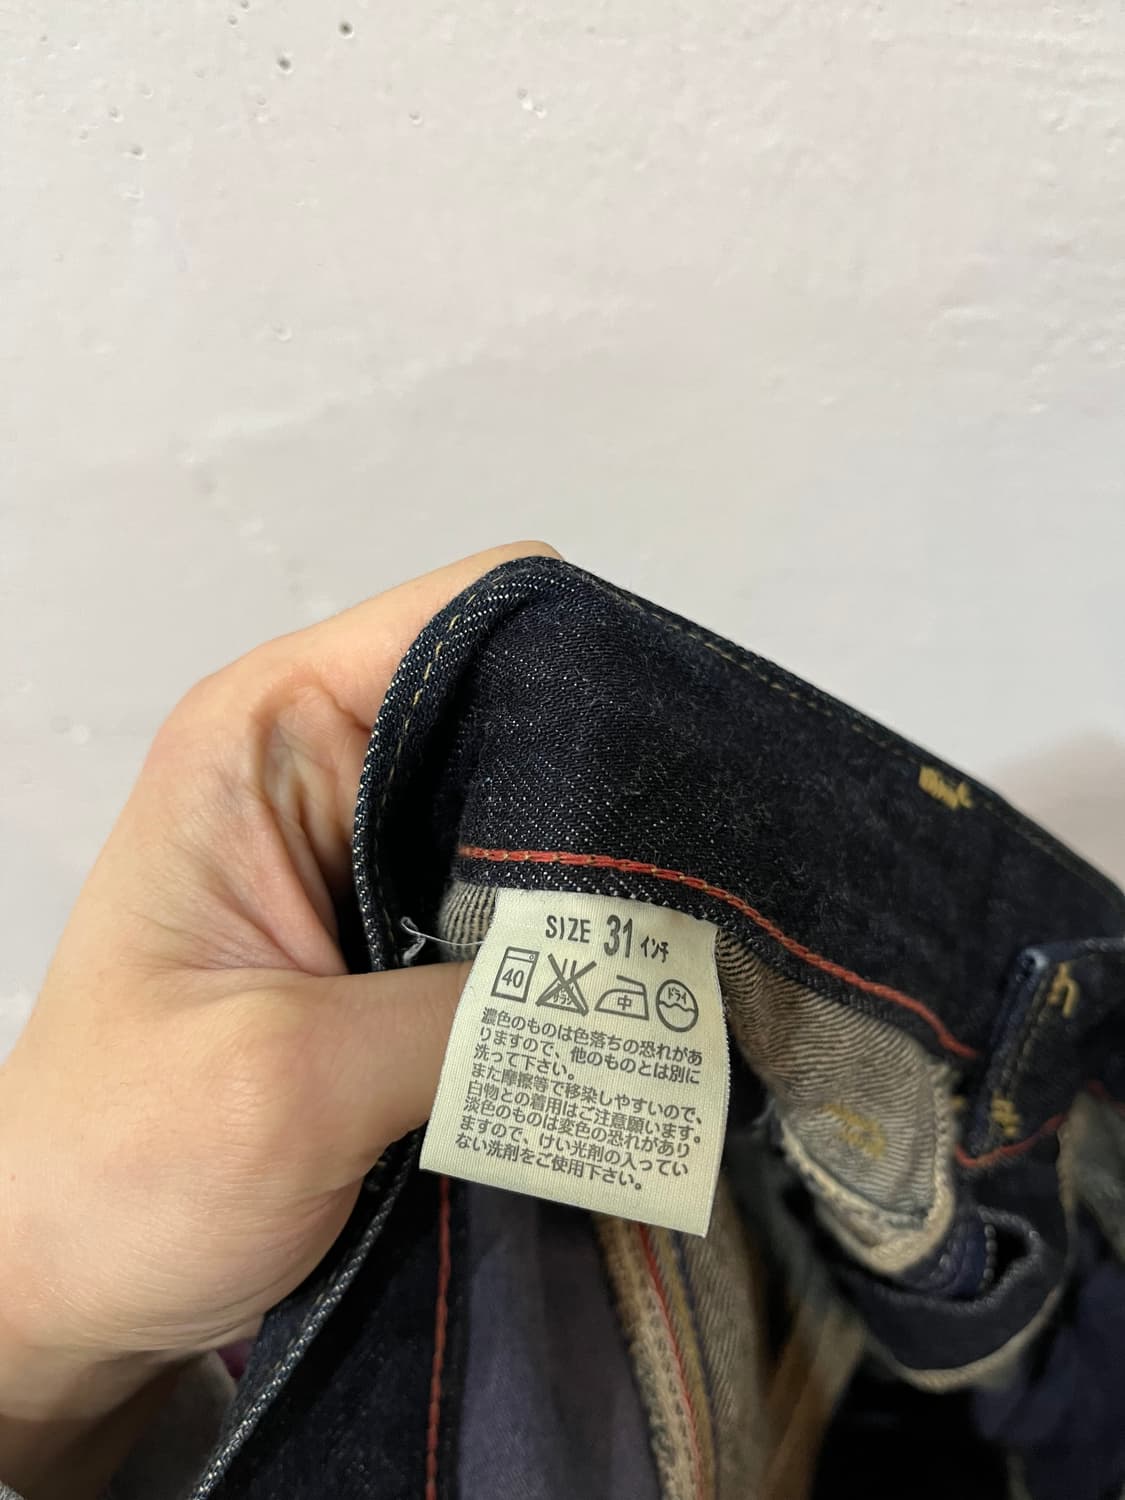 SIZE 31 インチ
40 エンソ サラシ 中 ドライ
濃色のものは色落ちの恐れがあ
りますので、他のものとは別に
洗って下さい。
また摩擦等で移染しやすいので、
白物との着用はご注意願います。
淡色のものは変色の恐れがあり
ますので、けい光剤の入ってい
ない洗剤をご使用下さい。